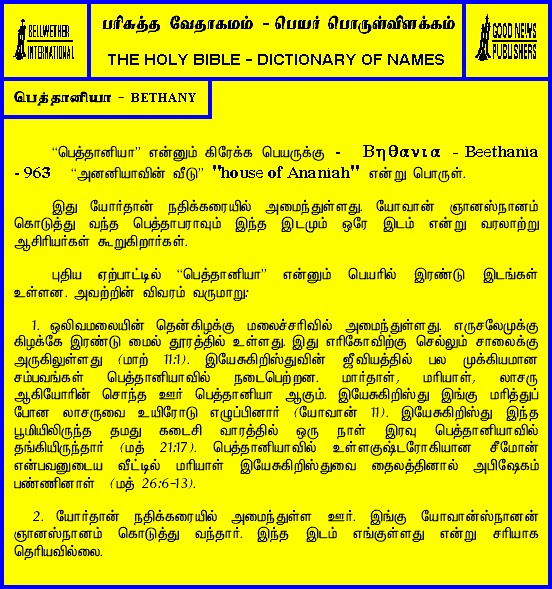 BELLWETHER
INTERNATIONAL
பரிசுத்த வேதாகமம் - பெயர் பொருள்விளக்கம்
THE HOLY BIBLE - DICTIONARY OF NAMES
GOOD NEWS
PUBLISHERS
பெத்தானியா - BETHANY
“பெத்தானியா” என்னும் கிரேக்க பெயருக்கு - Βηθανια - Beethania
- 963 “அனனியாவின் வீடு” "house of Ananiah" என்று பொருள்.
இது யோர்தான் நதிக்கரையில் அமைந்துள்ளது. யோவான் ஞானஸ்நானம்
கொடுத்து வந்த பெத்தாபராவும் இந்த இடமும் ஒரே இடம் என்று வரலாற்று
ஆசிரியர்கள் கூறுகிறார்கள்.
புதிய ஏற்பாட்டில் “பெத்தானியா” என்னும் பெயரில் இரண்டு இடங்கள்
உள்ளன. அவற்றின் விவரம் வருமாறு:
1. ஒலிவமலையின் தென்கிழக்கு மலைச்சரிவில் அமைந்துள்ளது. எருசலேமுக்கு
கிழக்கே இரண்டு மைல் தூரத்தில் உள்ளது. இது எரிகோவிற்கு செல்லும் சாலைக்கு
அருகிலுள்ளது (மாற் 11:1). இயேசுகிறிஸ்துவின் ஜீவியத்தில் பல முக்கியமான
சம்பவங்கள் பெத்தானியாவில் நடைபெற்றன. மார்தாள், மரியாள், லாசரு
ஆகியோரின் சொந்த ஊர் பெத்தானியா ஆகும். இயேசுகிறிஸ்து இங்கு மரித்துப்
போன லாசருவை உயிரோடு எழுப்பினார் (யோவான் 11). இயேசுகிறிஸ்து இந்த
பூமியிலிருந்த தமது கடைசி வாரத்தில் ஒரு நாள் இரவு பெத்தானியாவில்
தங்கியிருந்தார் (மத் 21:17). பெத்தானியாவில் உள்ளகுஷ்டரோகியான சீமோன்
என்பவனுடைய வீட்டில் மரியாள் இயேசுகிறிஸ்துவை தைலத்தினால் அபிஷேகம்
பண்ணினாள் (மத் 26:6-13).
2. யோர்தான் நதிக்கரையில் அமைந்துள்ள ஊர். இங்கு யோவான்ஸ்நானன்
ஞானஸ்நானம் கொடுத்து வந்தார். இந்த இடம் எங்குள்ளது என்று சரியாக
தெரியவில்லை.